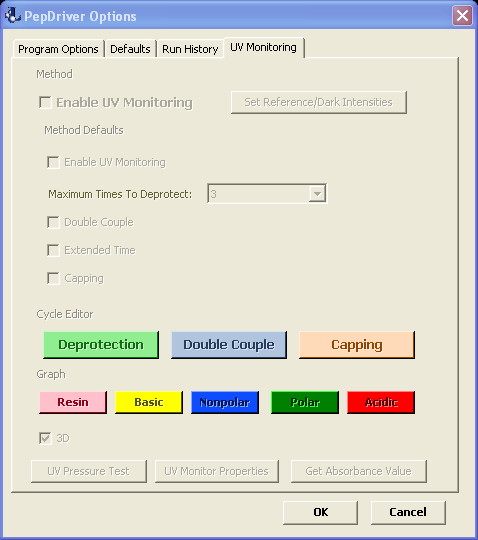 PepDriver Options
Program Options Defaults Run History UV Monitoring
Method
Enable UV Monitoring Set Reference/Dark Intensities
Method Defaults
Enable UV Monitoring
Maximum Times To Deprotect: 3
Double Couple
Extended Time
Capping
Cycle Editor
Deprotection Double Couple Capping
Graph
Resin Basic Nonpolar Polar Acidic
3D
UV Pressure Test UV Monitor Properties Get Absorbance Value
OK Cancel